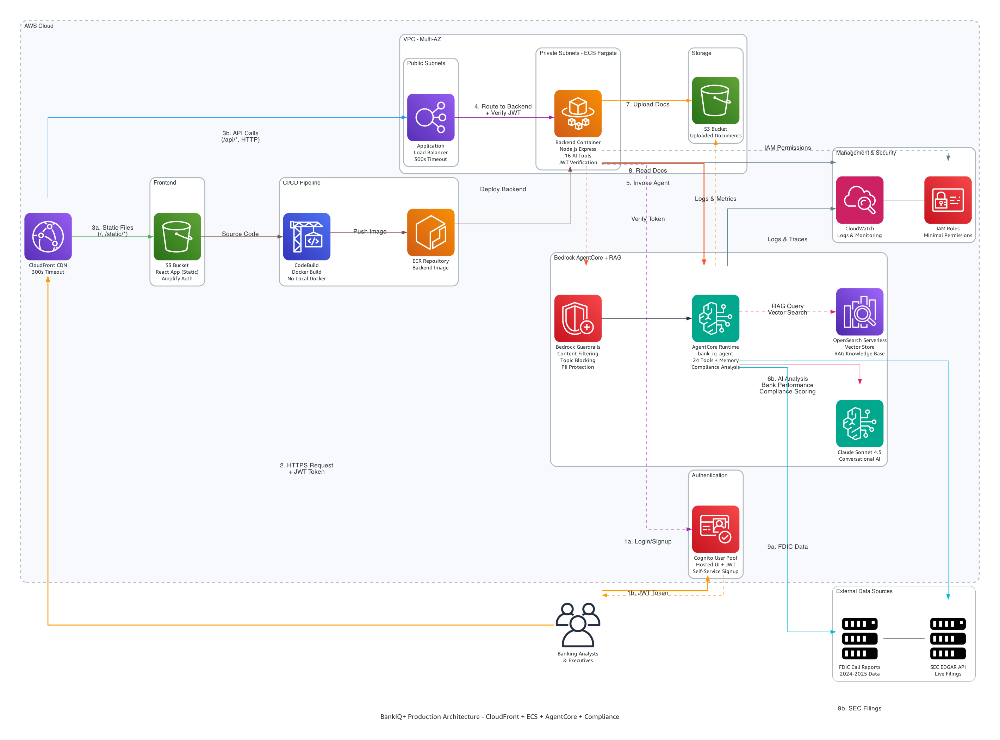 AWS Cloud
VPC - Multi-AZ
Public Subnets
Application
Load Balancer
300s Timeout
4. Route to Backend
+ Verify JWT
Private Subnets - ECS Fargate
Backend Container
Node.js Express
16 AI Tools
JWT Verification
7. Upload Docs
Storage
S3 Bucket
Uploaded Documents
3b. API Calls
(/api/*, HTTP)
IAM Permissions
Management & Security
CloudWatch
Logs & Monitoring
IAM Roles
Minimal Permissions
8. Read Docs
5. Invoke Agent
Logs & Metrics
Verify Token
Logs & Traces
Deploy Backend
CloudFront CDN
300s Timeout
3a. Static Files
(/, /static/*)
Frontend
S3 Bucket
React App (Static)
Amplify Auth
Source Code
CI/CD Pipeline
CodeBuild
Docker Build
No Local Docker
Push Image
ECR Repository
Backend Image
Bedrock AgentCore + RAG
Bedrock Guardrails
Content Filtering
Topic Blocking
PII Protection
AgentCore Runtime
bank_iq_agent
24 Tools + Memory
Compliance Analysis
RAG Query
Vector Search
OpenSearch Serverless
Vector Store
RAG Knowledge Base
6b. AI Analysis
Bank Performance
Compliance Scoring
Claude Sonnet 4.5
Conversational AI
2. HTTPS Request
+ JWT Token
Authentication
Cognito User Pool
Hosted UI + JWT
Self-Service Signup
1a. Login/Signup
9a. FDIC Data
1b. JWT Token
Banking Analysts
& Executives
External Data Sources
FDIC Call Reports
2024-2025 Data
SEC EDGAR API
Live Filings
9b. SEC Filings
BankIQ+ Production Architecture - CloudFront + ECS + AgentCore + Compliance